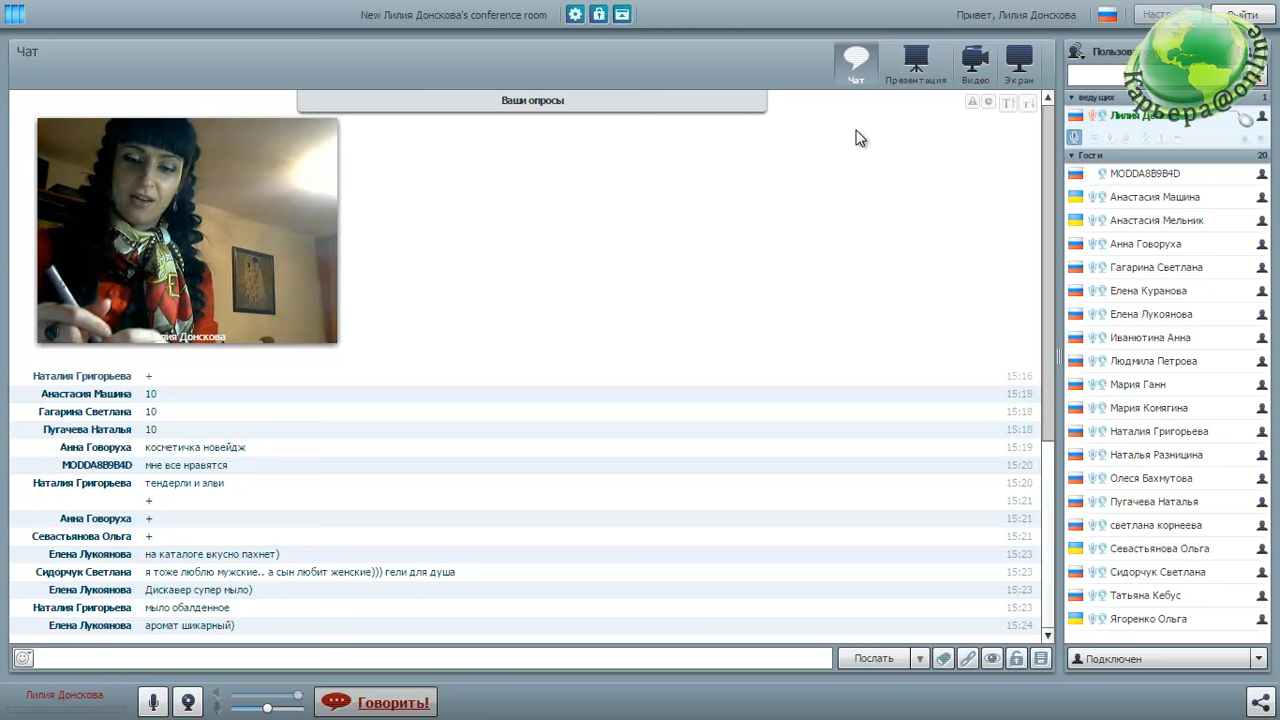 New Лилия Донскова's conference room
Привет, Лилия Донскова
Выйти
Чат
Чат
Презентация
Видео
Экран
Карьера@online
Ваши опросы
Лилия Донскова
Наталия Григорьева + 15:16
Анастасия Машина 10 15:18
Гагарина Светлана 10 15:18
Пугачева Наталья 10 15:18
Анна Говоруха косметичка новейдж 15:19
MODDA8B9B4D мне все нравятся 15:20
Наталия Григорьева тендерли и элви 15:20
+ 15:21
Анна Говоруха + 15:21
Севастьянова Ольга + 15:21
Елена Лукоянова на каталоге вкусно пахнет) 15:23
Сидорчук Светлана я тоже люблю мужские.. а сын любит женские))) гели для душа 15:23
Елена Лукоянова Дискавер супер мыло) 15:23
Наталия Григорьева мыло обалденное 15:23
Елена Лукоянова аромат шикарный) 15:24
Послать
Лилия Донскова
Говорить!
ведущих 1
Гости 20
MODDA8B9B4D
Анастасия Машина
Анастасия Мельник
Анна Говоруха
Гагарина Светлана
Елена Куранова
Елена Лукоянова
Иванютина Анна
Людмила Петрова
Мария Ганн
Мария Комягина
Наталия Григорьева
Наталья Разницина
Олеся Бахмутова
Пугачева Наталья
светлана корнеева
Севастьянова Ольга
Сидорчук Светлана
Татьяна Кебус
Ягоренко Ольга
Подключен